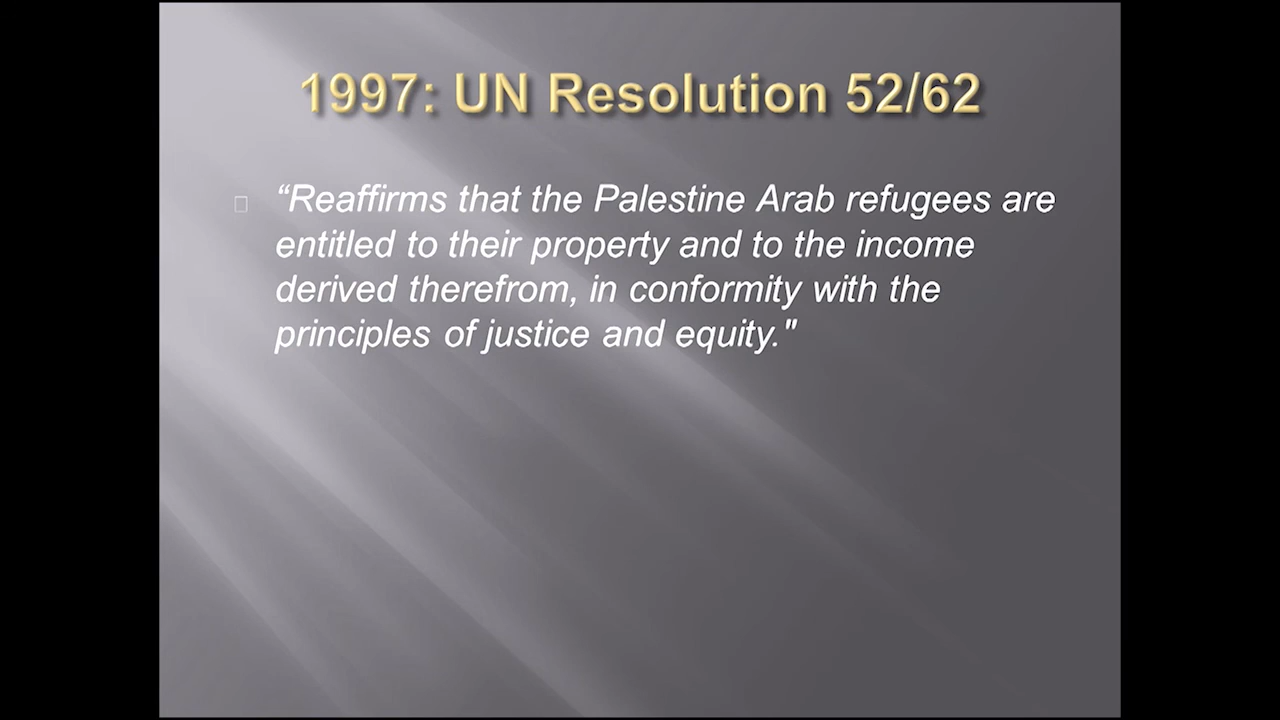 1997: UN Resolution 52/62
“Reaffirms that the Palestine Arab refugees are
entitled to their property and to the income
derived therefrom, in conformity with the
principles of justice and equity."